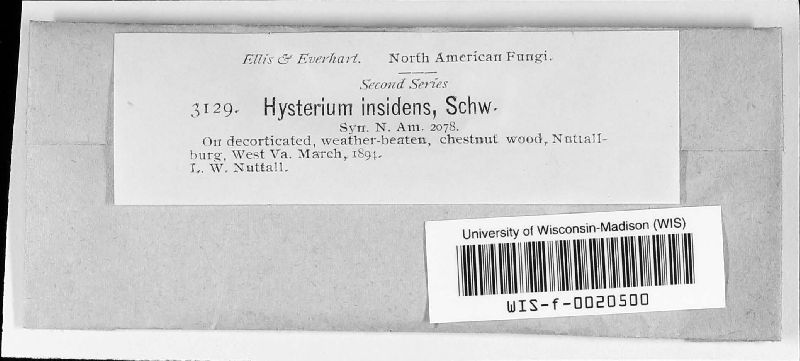 Ellis & Everhart. North American Fungi.
Second Series
3129. Hysterium insidens, Schw.
Syn. N. Am. 2078.
On decorticated, weather-beaten, chestnut wood, Nuttall-
burg, West Va. March, 1894.
L. W. Nuttall.
University of Wisconsin-Madison (WIS)
WIS-f-0020500